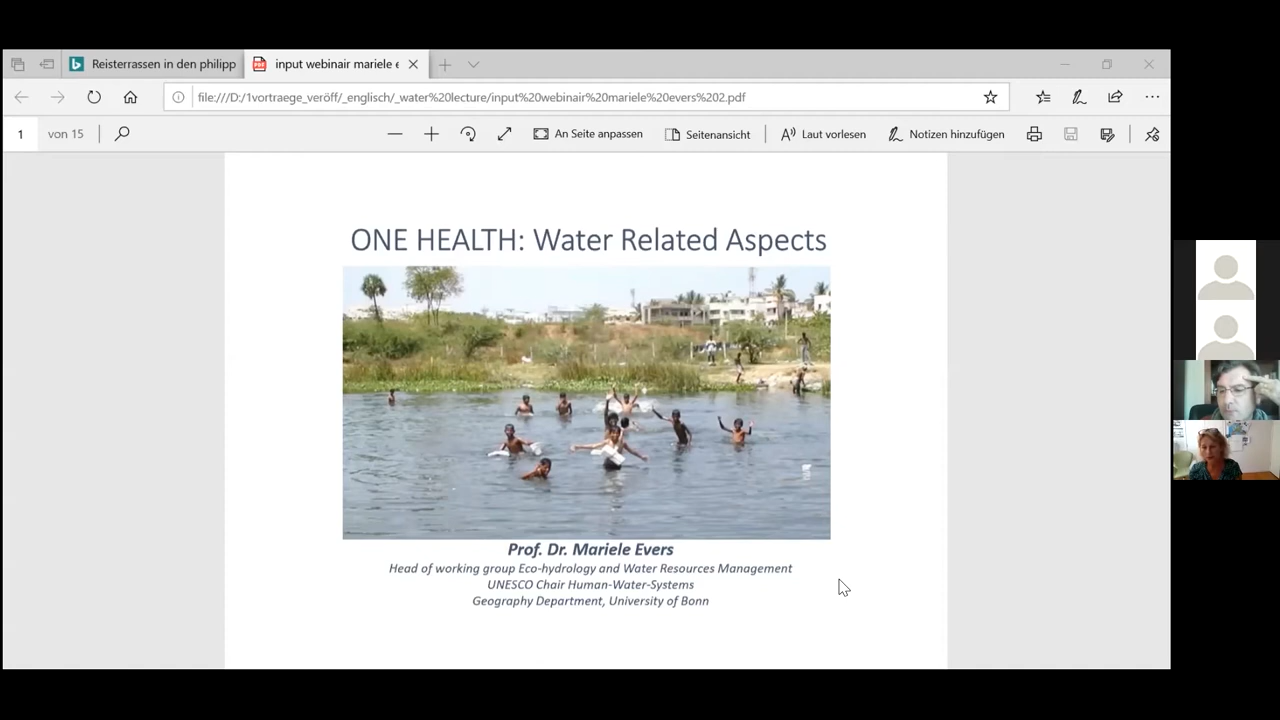 Reisterrassen in den philipp
input webinair mariele e
file:///D:/1vortraege_veröff/_englisch/_water%20lecture/input%20webinair%20mariele%20evers%202.pdf
1 von 15
An Seite anpassen
Seitenansicht
Laut vorlesen
Notizen hinzufügen
ONE HEALTH: Water Related Aspects
Prof. Dr. Mariele Evers
Head of working group Eco-hydrology and Water Resources Management
UNESCO Chair Human-Water-Systems
Geography Department, University of Bonn